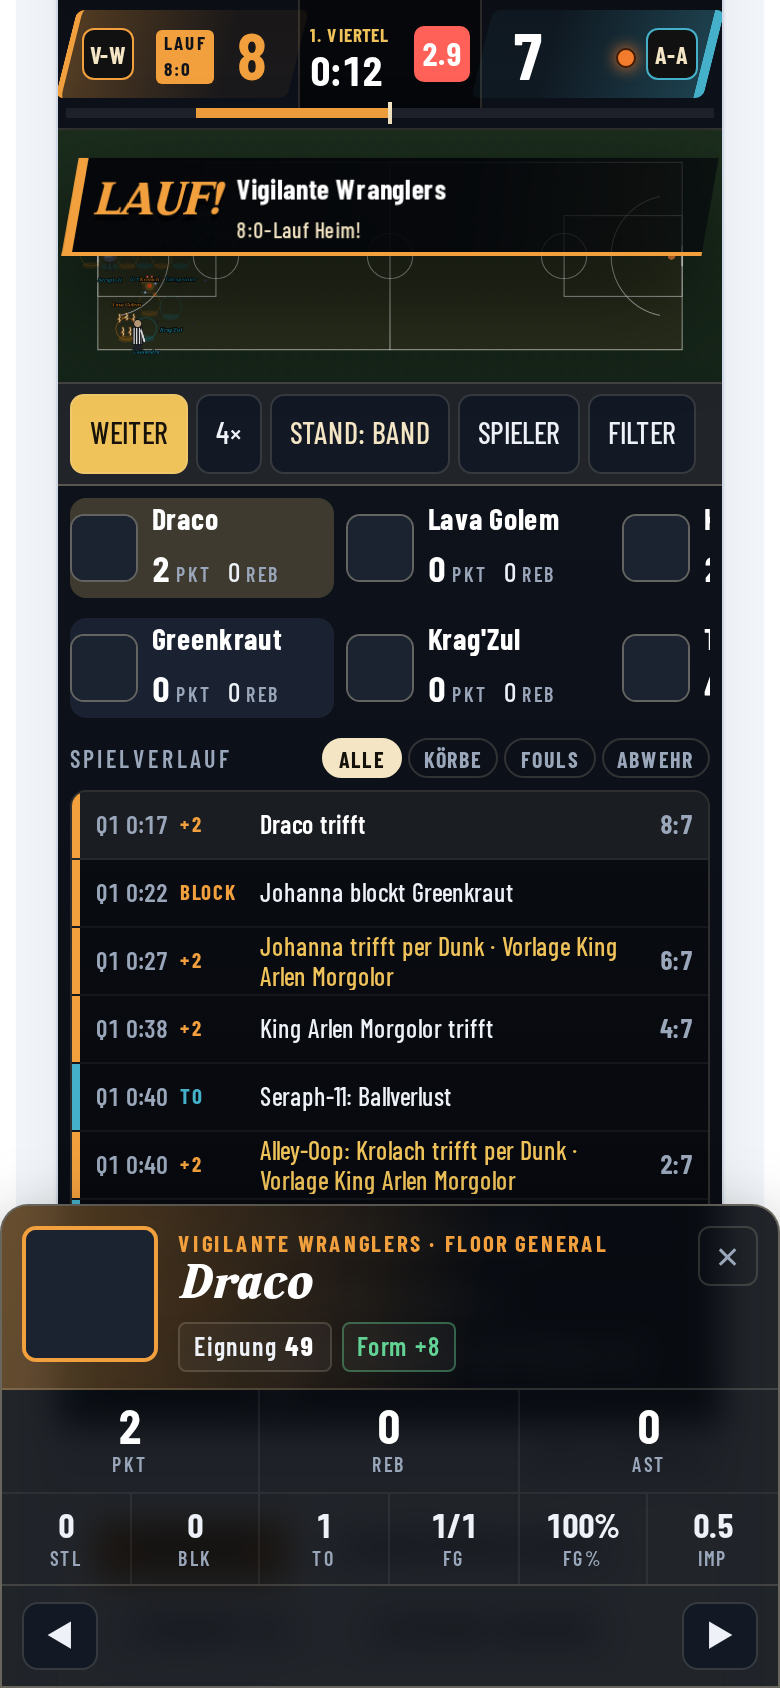 V-W
LAUF
8:0
8
1. VIERTEL
0:12
2.9
7
A-A
LAUF!
Vigilante Wranglers
8:0-Lauf Heim!
WEITER
4×
STAND: BAND
SPIELER
FILTER
Draco
2 PKT 0 REB
Lava Golem
0 PKT 0 REB
Greenkraut
0 PKT 0 REB
Krag'Zul
0 PKT 0 REB
SPIELVERLAUF
ALLE
KÖRBE
FOULS
ABWEHR
Q1 0:17 +2 Draco trifft 8:7
Q1 0:22 BLOCK Johanna blockt Greenkraut
Q1 0:27 +2 Johanna trifft per Dunk · Vorlage King
Arlen Morgolor 6:7
Q1 0:38 +2 King Arlen Morgolor trifft 4:7
Q1 0:40 TO Seraph-11: Ballverlust
Q1 0:40 +2 Alley-Oop: Krolach trifft per Dunk ·
Vorlage King Arlen Morgolor 2:7
VIGILANTE WRANGLERS · FLOOR GENERAL
Draco
×
Eignung 49
Form +8
2 PKT
0 REB
0 AST
0 STL
0 BLK
1 TO
1/1 FG
100% FG%
0.5 IMP